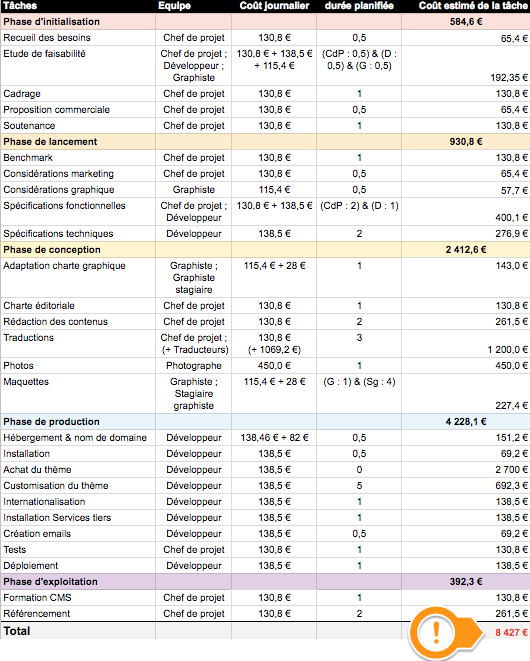 Tâches Equipe Coût journalier durée planifiée Coût estimé de la tâche
Phase d'initialisation 584,6 €
Recueil des besoins Chef de projet 130,8 € 0,5 65,4 €
Etude de faisabilité Chef de projet ; 130,8 € + 138,5 € (CdP : 0,5) & (D :
Développeur ; + 115,4 € 0,5) & (G : 0,5)
Graphiste 192,35 €
Cadrage Chef de projet 130,8 € 1 130,8 €
Proposition commerciale Chef de projet 130,8 € 0,5 65,4 €
Soutenance Chef de projet 130,8 € 1 130,8 €
Phase de lancement 930,8 €
Benchmark Chef de projet 130,8 € 1 130,8 €
Considérations marketing Chef de projet 130,8 € 0,5 65,4 €
Considérations graphique Graphiste 115,4 € 0,5 57,7 €
Spécifications fonctionnelles Chef de projet ; 130,8 € + 138,5 € (CdP : 2) & (D : 1)
Développeur 400,1 €
Spécifications techniques Développeur 138,5 € 2 276,9 €
Phase de conception 2 412,6 €
Adaptation charte graphique Graphiste ; 115,4 € + 28 € 1 143,0 €
Graphiste
stagiaire
Charte éditoriale Chef de projet 130,8 € 1 130,8 €
Rédaction des contenus Chef de projet 130,8 € 2 261,5 €
Traductions Chef de projet ; 130,8 € 3
(+ Traducteurs) (+ 1069,2 €) 1 200,0 €
Photos Photographe 450,0 € 1 450,0 €
Maquettes Graphiste ; 115,4 € + 28 € (G : 1) & (Sg : 4)
Stagiaire
graphiste 227,4 €
Phase de production 4 228,1 €
Hébergement & nom de domaine Développeur 138,46 € + 82 € 0,5 151,2 €
Installation Développeur 138,5 € 0,5 69,2 €
Achat du thème Développeur 138,5 € 0 2 700 €
Customisation du thème Développeur 138,5 € 5 692,3 €
Internationalisation Développeur 138,5 € 1 138,5 €
Installation Services tiers Développeur 138,5 € 1 138,5 €
Création emails Développeur 138,5 € 0,5 69,2 €
Tests Chef de projet 130,8 € 1 130,8 €
Déploiement Développeur 138,5 € 1 138,5 €
Phase d'exploitation 392,3 €
Formation CMS Chef de projet 130,8 € 1 130,8 €
Référencement Chef de projet 130,8 € 2 261,5 €
Total ! 8 427 €